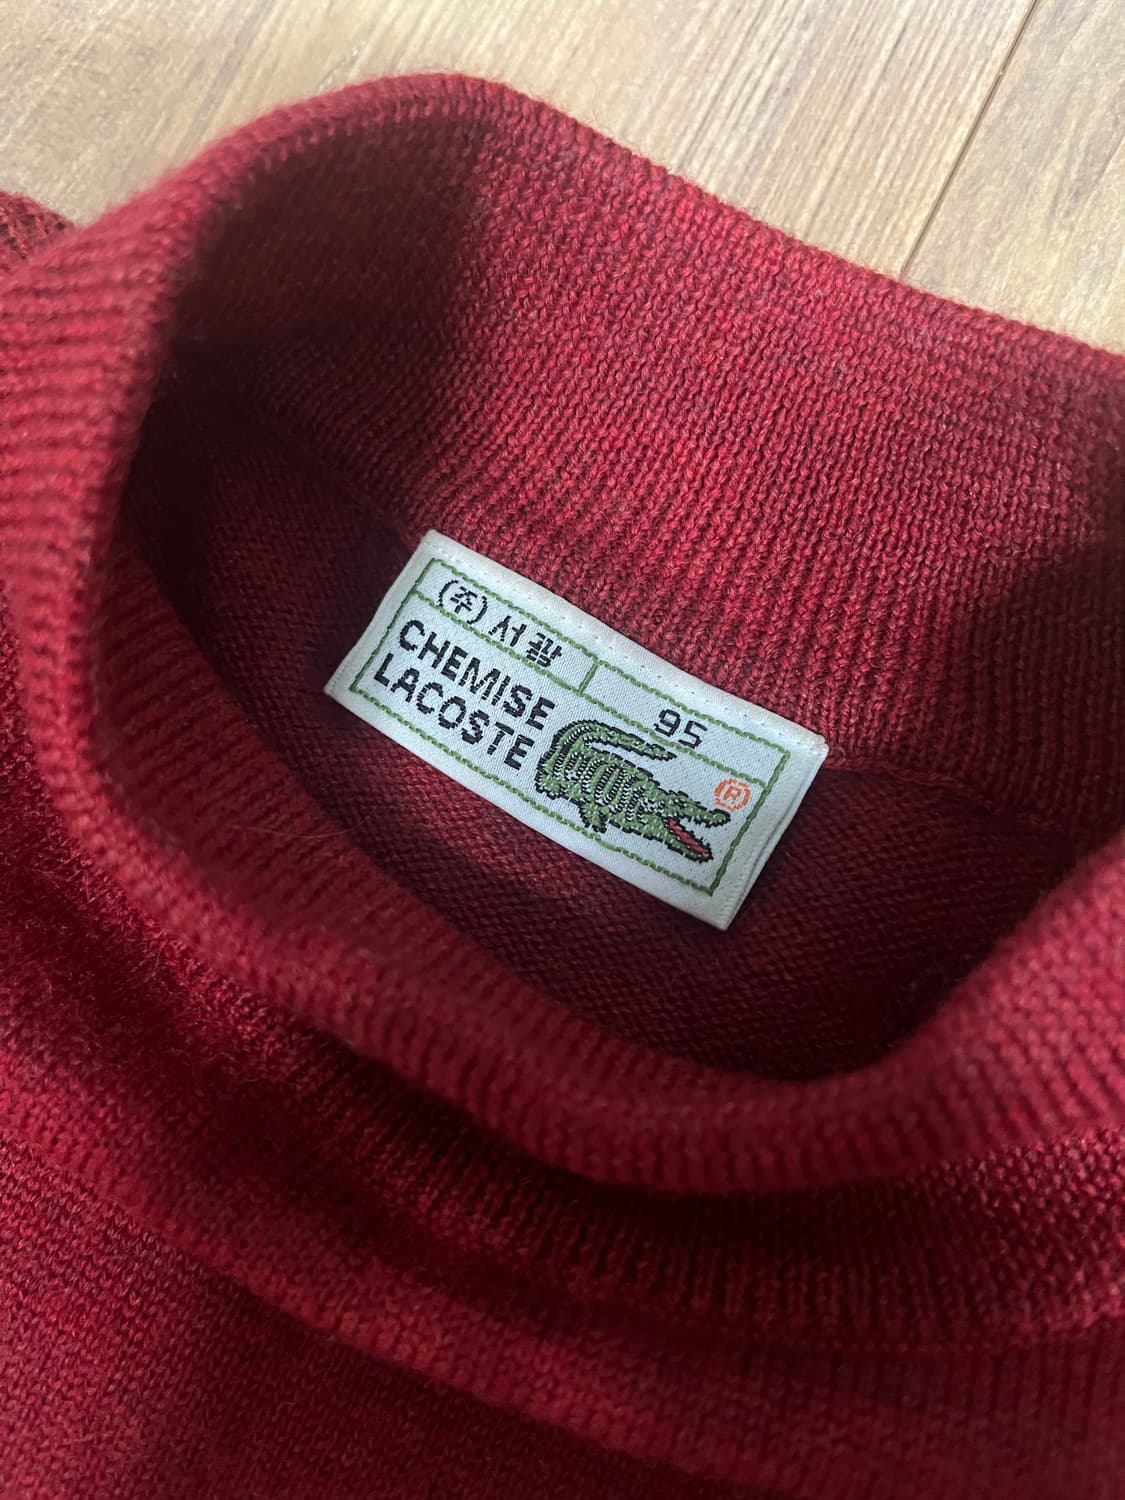 (주) 서광
95
CHEMISE
LACOSTE
®